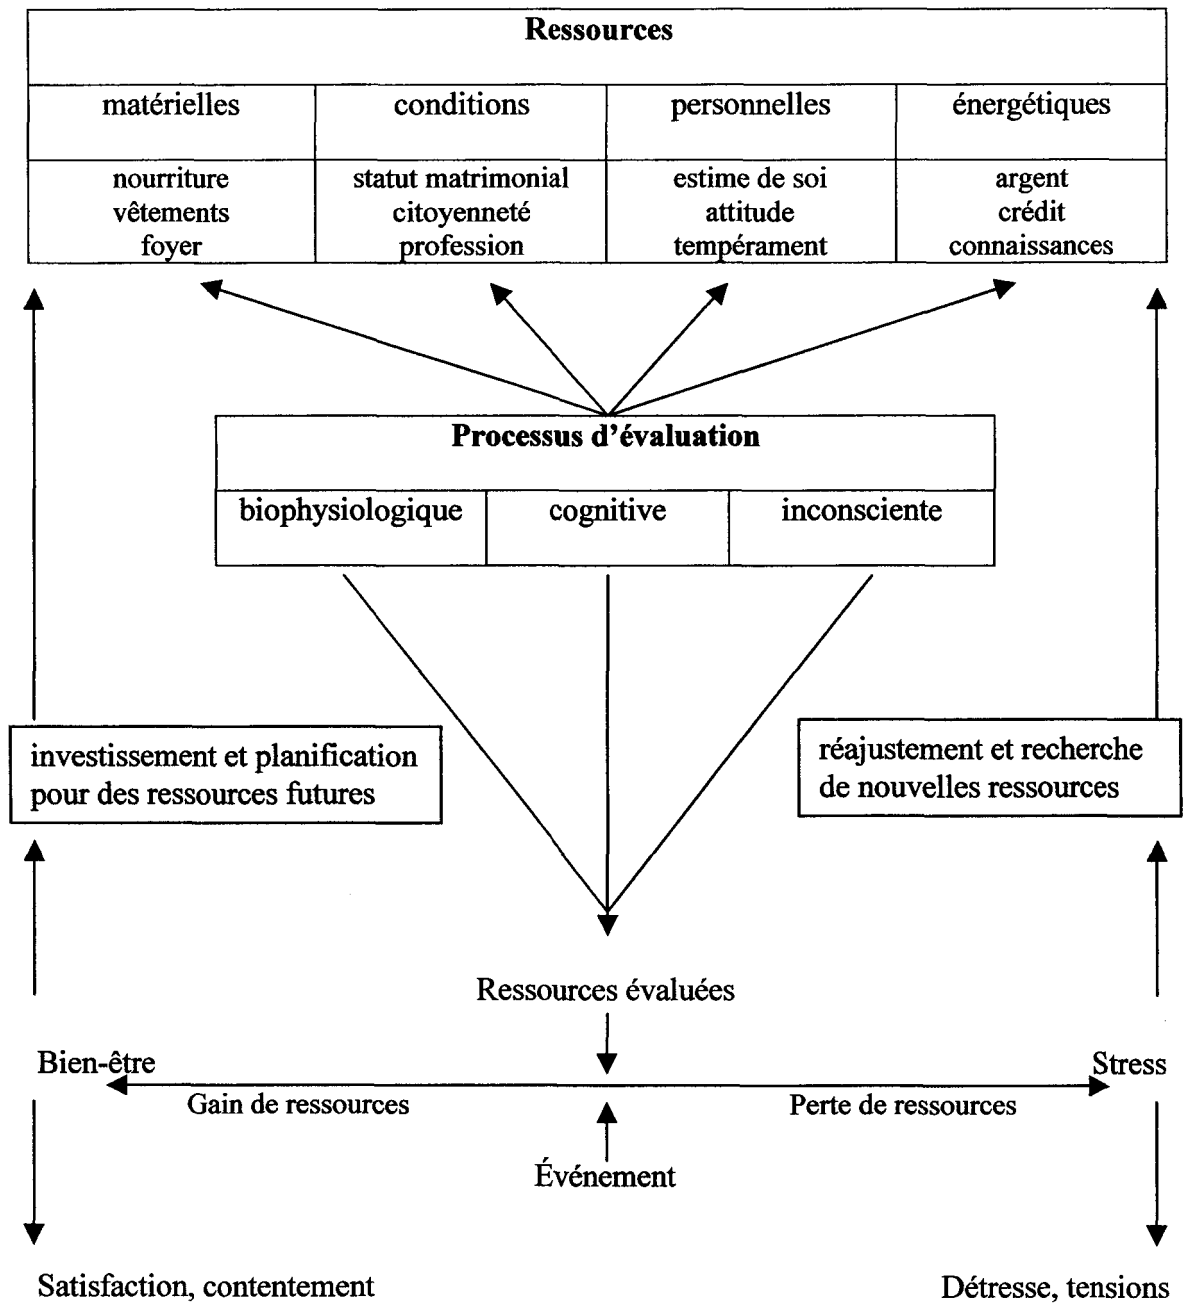 Ressources
matérielles conditions personnelles énergétiques
nourriture statut matrimonial estime de soi argent
vêtements citoyenneté attitude crédit
foyer profession tempérament connaissances
Processus d'évaluation
biophysiologique cognitive inconsciente
investissement et planification
pour des ressources futures
réajustement et recherche
de nouvelles ressources
Ressources évaluées
Bien-être Stress
Gain de ressources Perte de ressources
Événement
Satisfaction, contentement Détresse, tensions